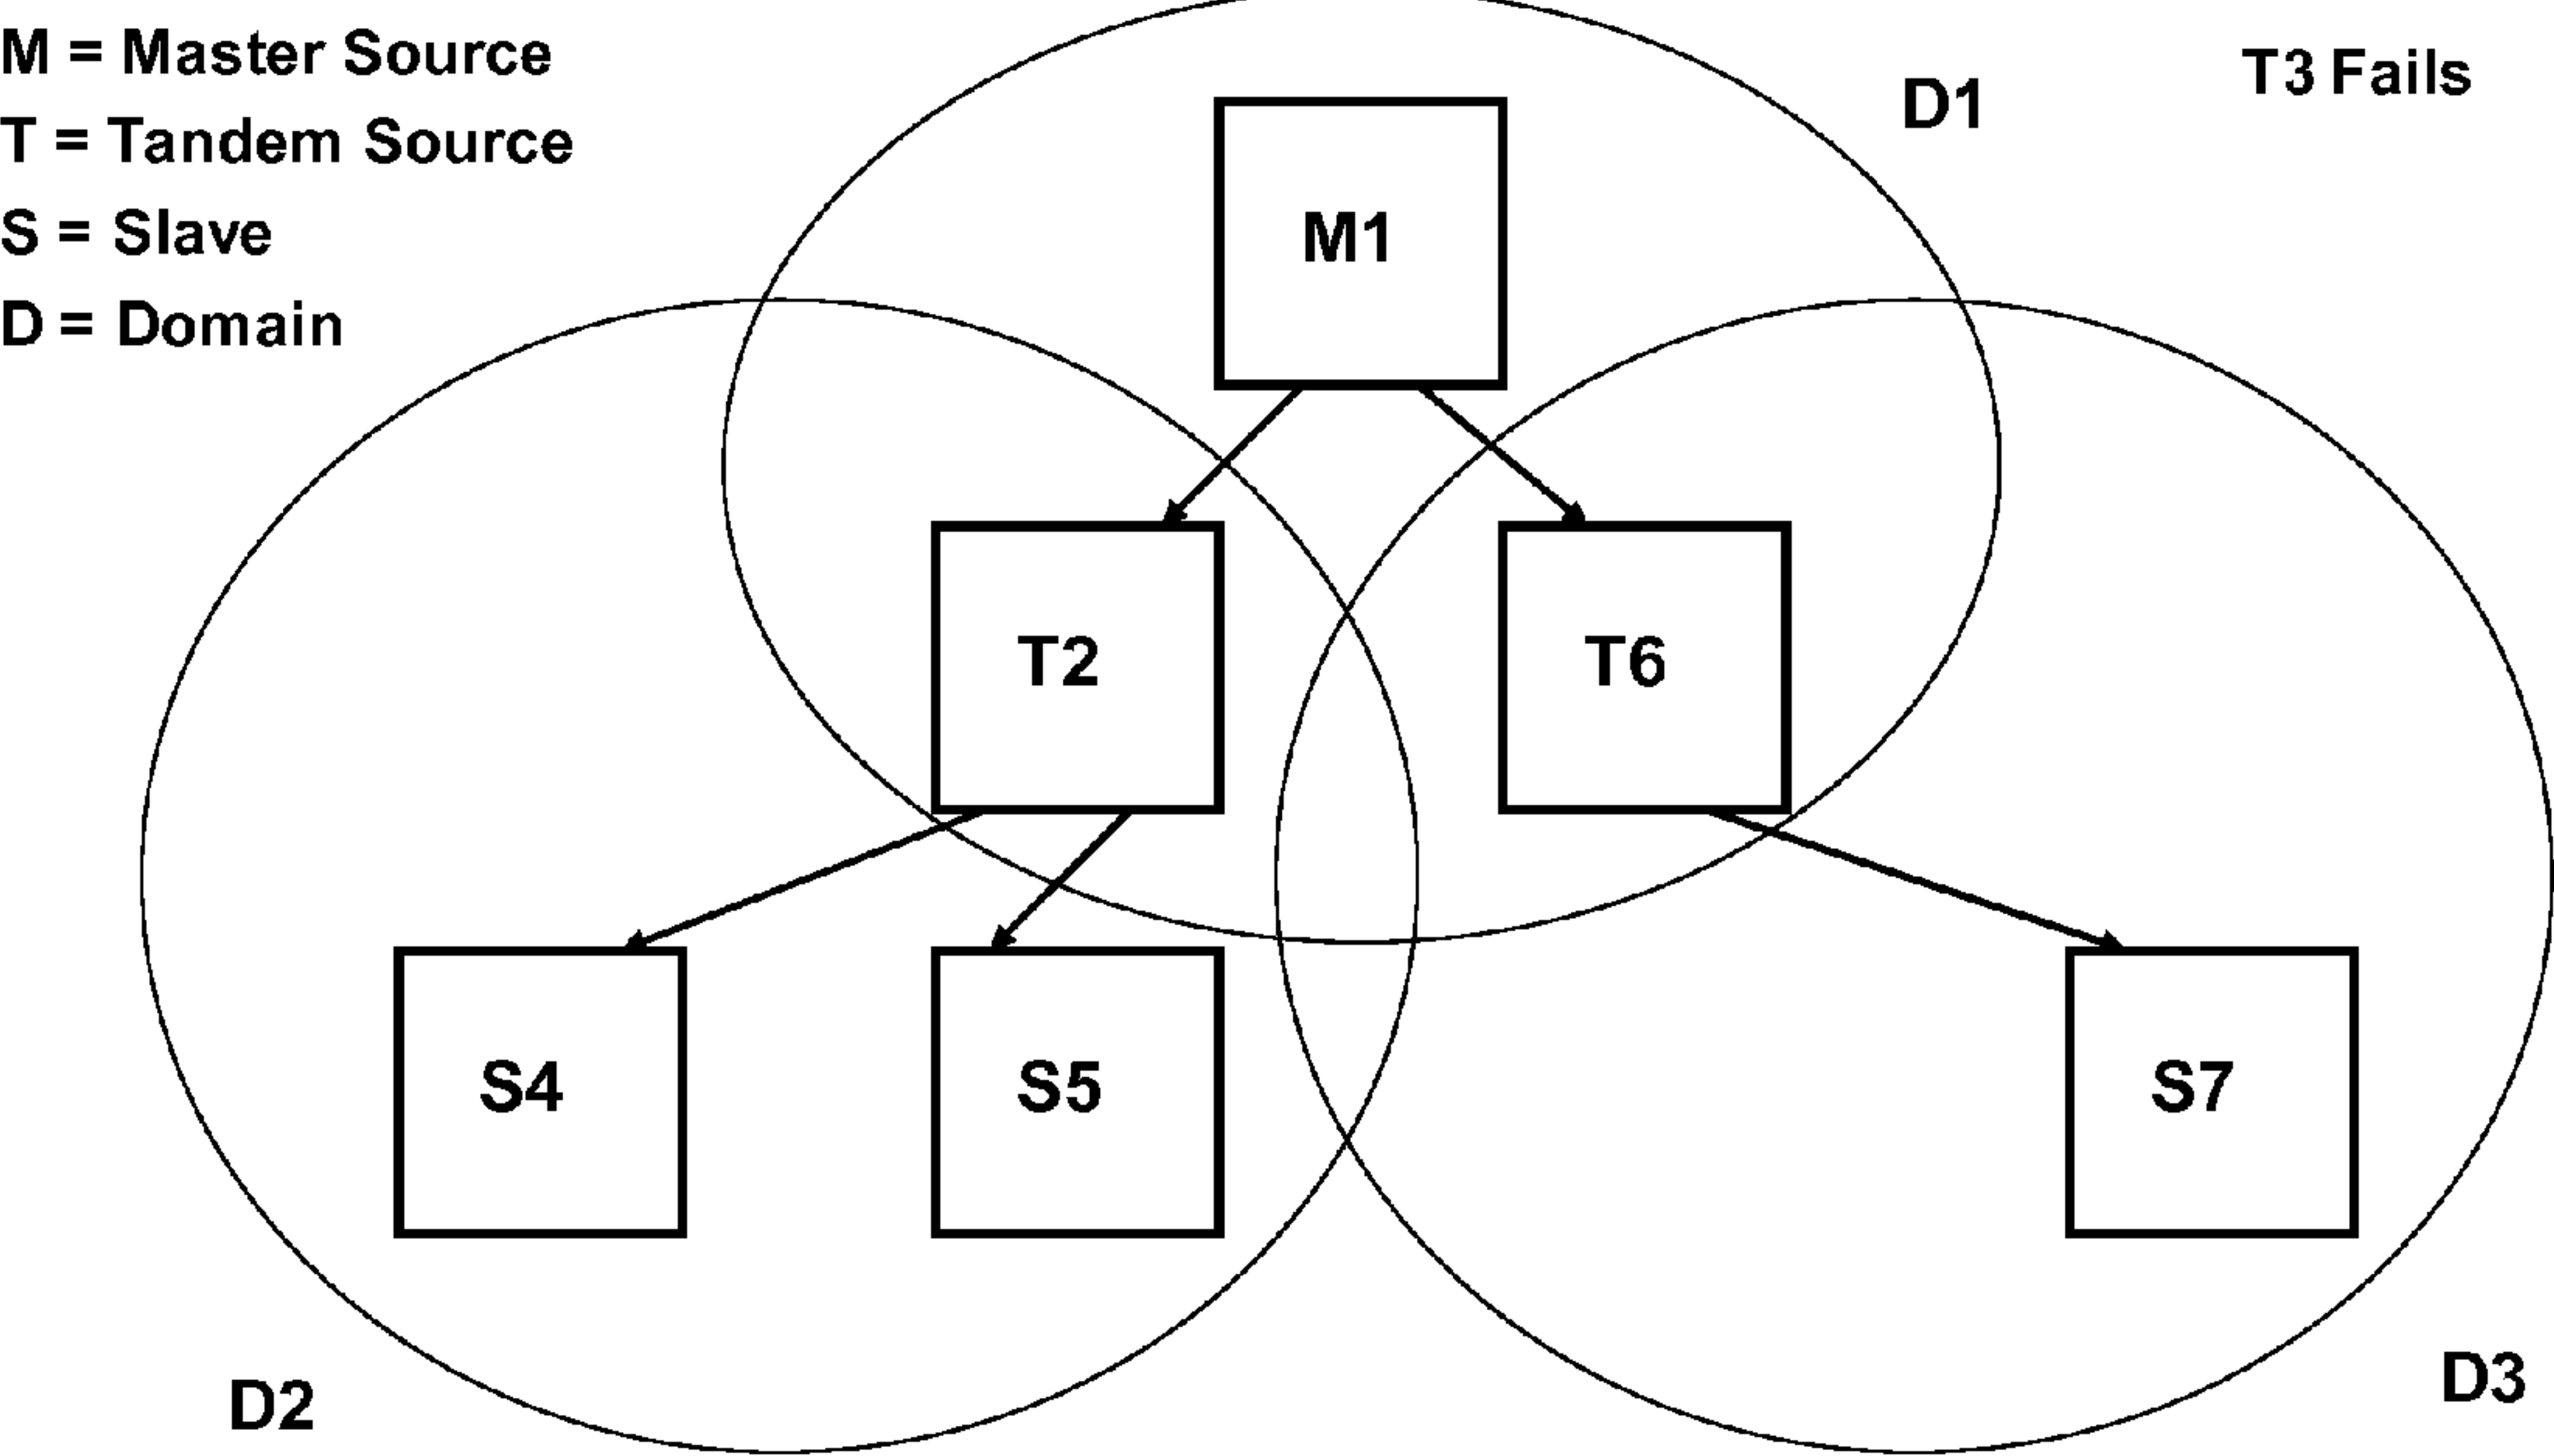 M = Master Source
T = Tandem Source
S = Slave
D = Domain
D1
T3 Fails
M1
T2
T6
S4
S5
S7
D2
D3